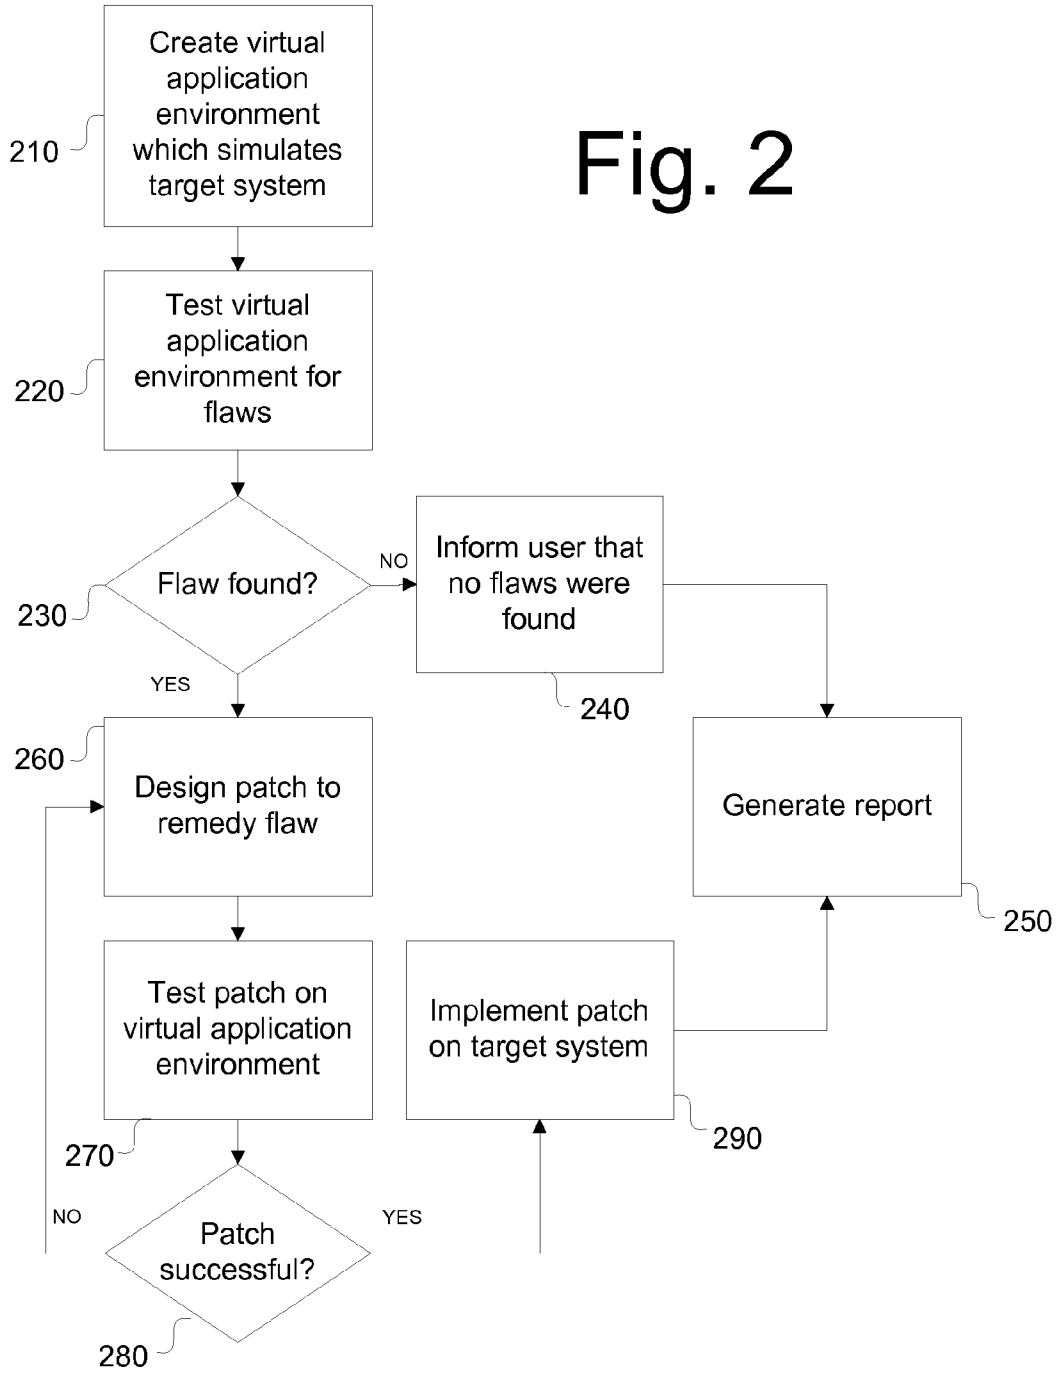 Create virtual
application
environment
which simulates
target system
210
Fig. 2
Test virtual
application
environment for
flaws
220
Flaw found?
230
NO
Inform user that
no flaws were
found
240
YES
260
Design patch to
remedy flaw
Generate report
250
Test patch on
virtual application
environment
270
Implement patch
on target system
290
NO
YES
Patch
successful?
280